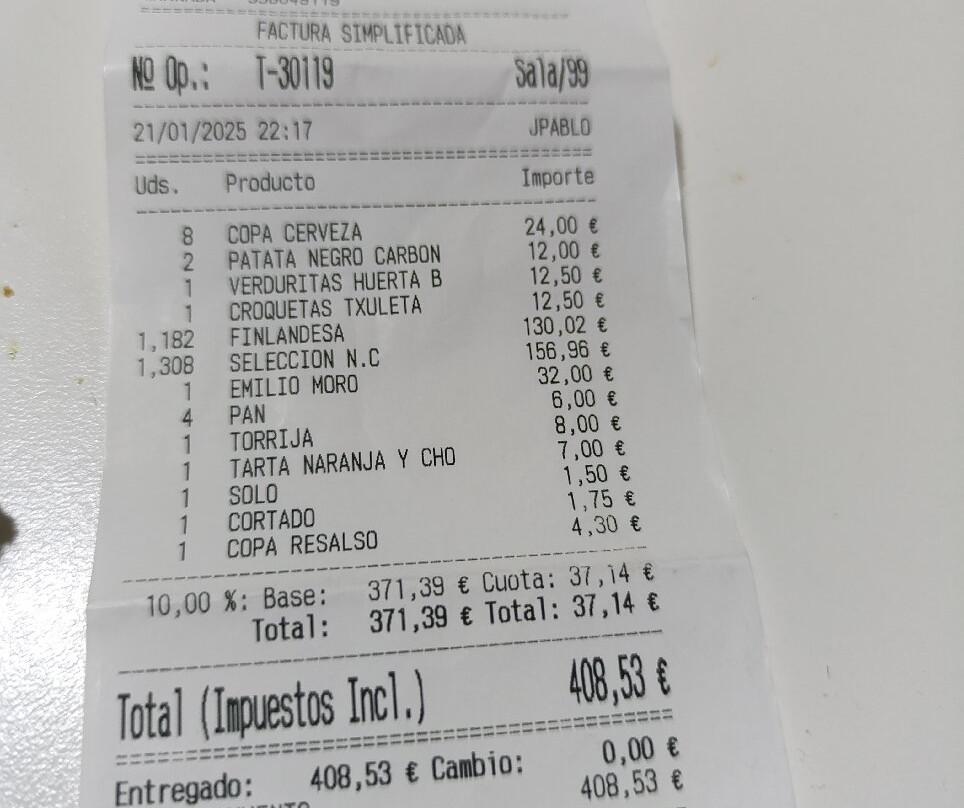 FACTURA SIMPLIFICADA
Nº Op.: T-30119 Sala/99
21/01/2025 22:17 JPABLO
Uds. Producto Importe
8 COPA CERVEZA 24,00 €
2 PATATA NEGRO CARBON 12,00 €
1 VERDURITAS HUERTA B 12,50 €
1 CROQUETAS TXULETA 12,50 €
1,182 FINLANDESA 130,02 €
1,308 SELECCION N.C 156,96 €
1 EMILIO MORO 32,00 €
4 PAN 6,00 €
1 TORRIJA 8,00 €
1 TARTA NARANJA Y CHO 7,00 €
1 SOLO 1,50 €
1 CORTADO 1,75 €
1 COPA RESALSO 4,30 €
10,00 %: Base: 371,39 € Cuota: 37,14 €
Total: 371,39 € Total: 37,14 €
Total (Impuestos Incl.) 408,53 €
Entregado: 408,53 € Cambio: 0,00 €
408,53 €